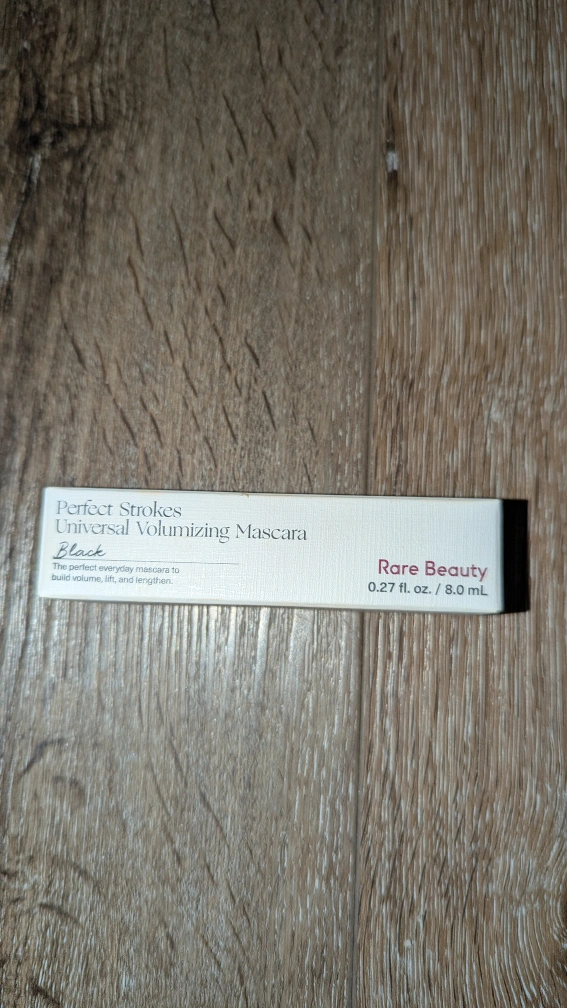 Perfect Strokes
Universal Volumizing Mascara
Black
The perfect everyday mascara to
build volume, lift, and lengthen.
Rare Beauty
0.27 fl. oz. / 8.0 mL